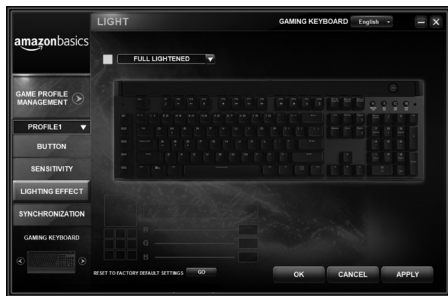 LIGHT
GAMING KEYBOARD English
amazonbasics
FULL LIGHTENED
GAME PROFILE
MANAGEMENT
PROFILE1
BUTTON
SENSITIVITY
LIGHTING EFFECT
SYNCHRONIZATION
GAMING KEYBOARD
R
G
B
RESET TO FACTORY DEFAULT SETTINGS GO
OK CANCEL APPLY